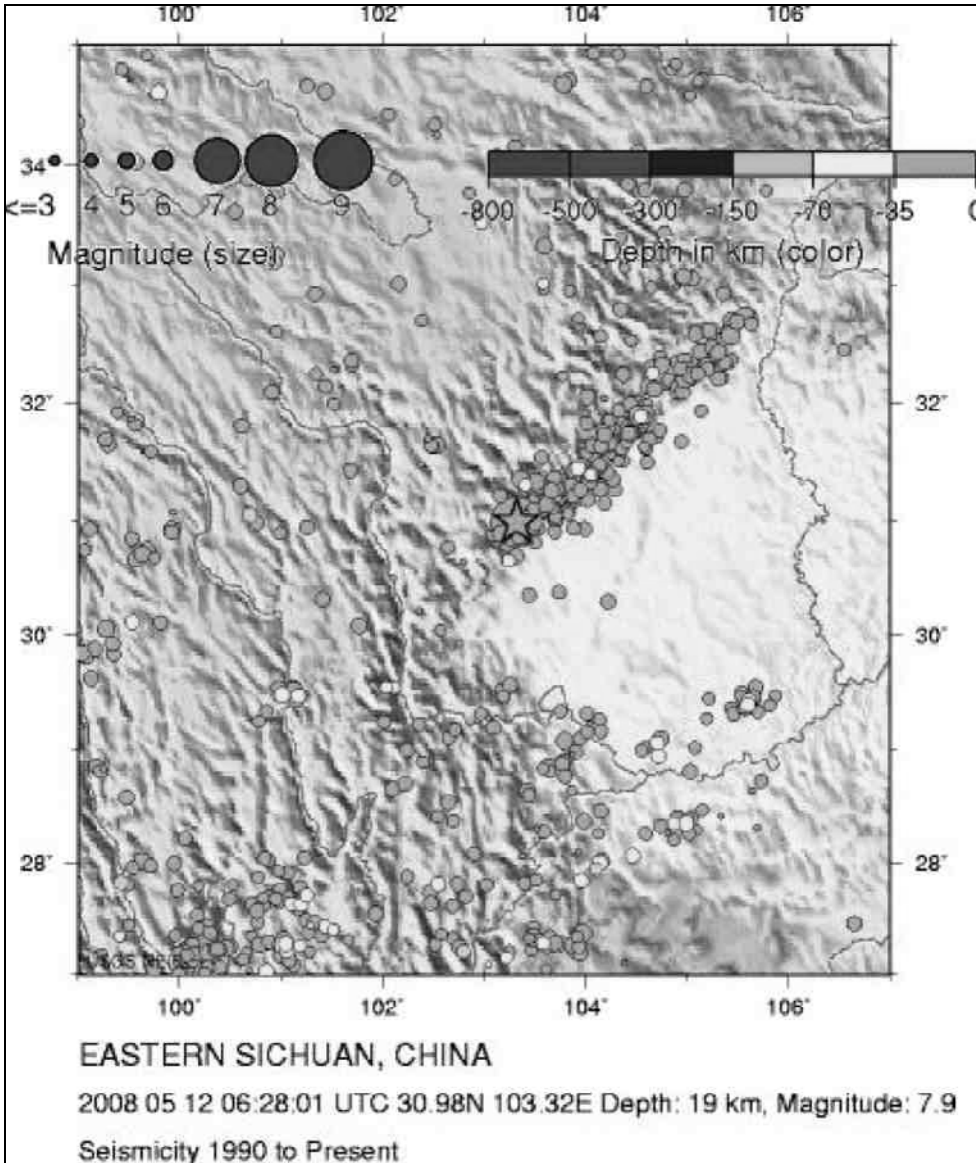 100° 102° 104° 106°
34°
<=3 4 5 6 7 8 9
-800 -500 -300 -150 -70 -35 0
Magnitude (size)
Depth in km (color)
32° 32°
30° 30°
28° 28°
USGS NEIC
100° 102° 104° 106°
EASTERN SICHUAN, CHINA
2008 05 12 06:28:01 UTC 30.98N 103.32E Depth: 19 km, Magnitude: 7.9
Seismicity 1990 to Present